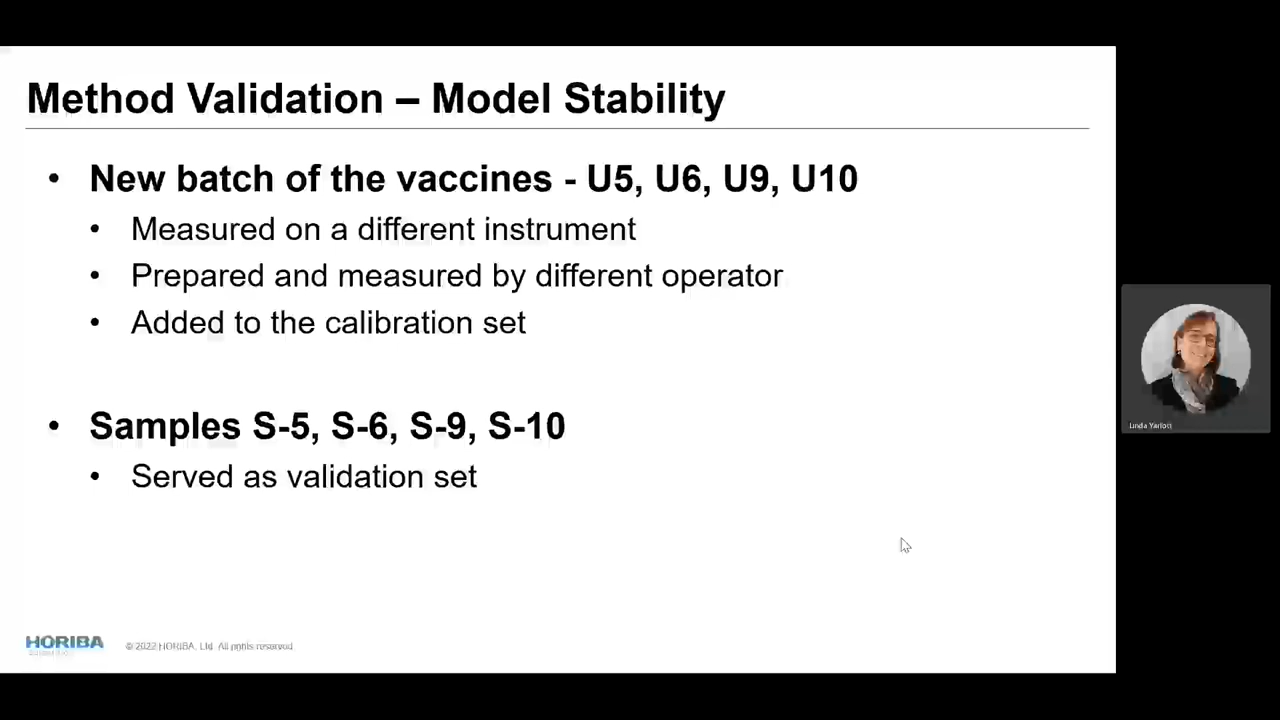 Method Validation – Model Stability
• New batch of the vaccines - U5, U6, U9, U10
• Measured on a different instrument
• Prepared and measured by different operator
• Added to the calibration set
• Samples S-5, S-6, S-9, S-10
• Served as validation set
HORIBA
© 2022 HORIBA, Ltd. All rights reserved.
Linda